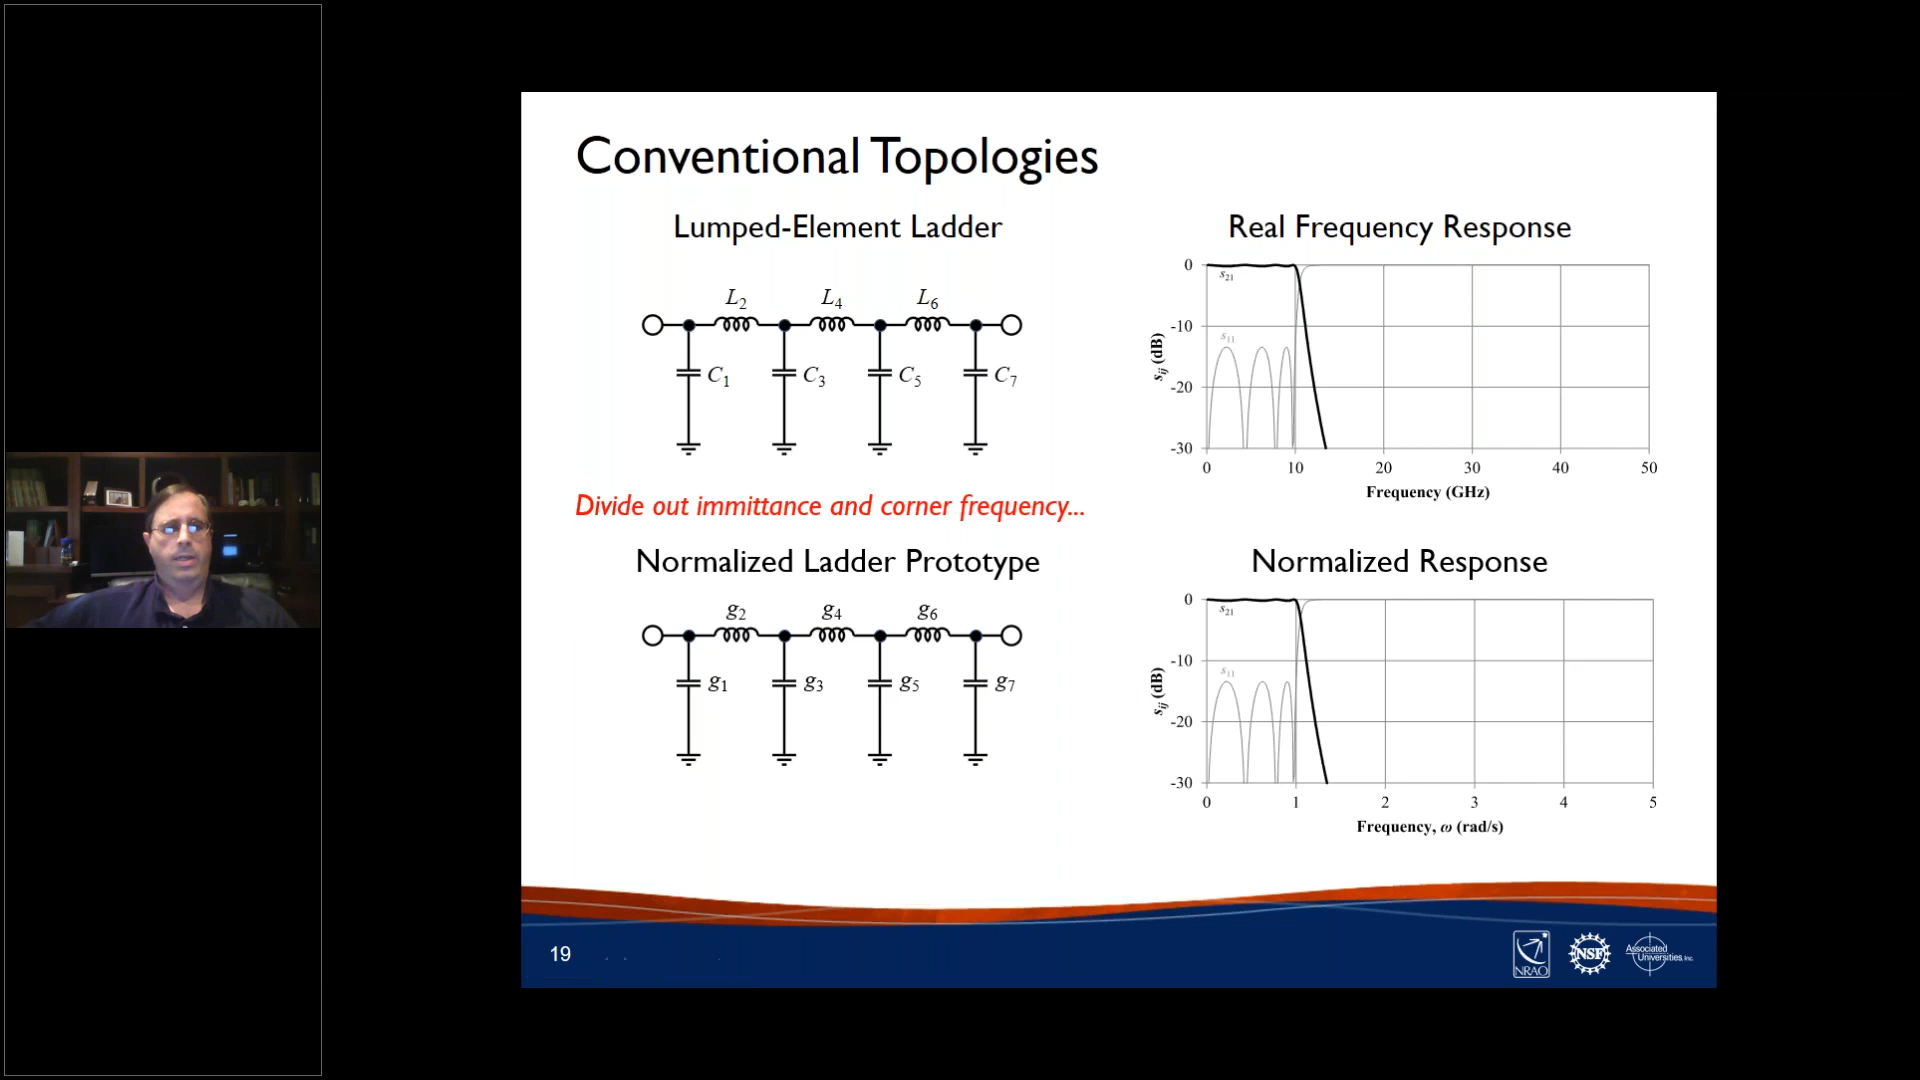 Conventional Topologies
Lumped-Element Ladder
L2 L4 L6
C1 C3 C5 C7
Real Frequency Response
0
-10
-20
-30
s21
s11
sij (dB)
0 10 20 30 40 50
Frequency (GHz)
Divide out immittance and corner frequency...
Normalized Ladder Prototype
g2 g4 g6
g1 g3 g5 g7
Normalized Response
0
-10
-20
-30
s21
s11
sij (dB)
0 1 2 3 4 5
Frequency, ω (rad/s)
19
NRAO
NSF
Associated
Universities, Inc.